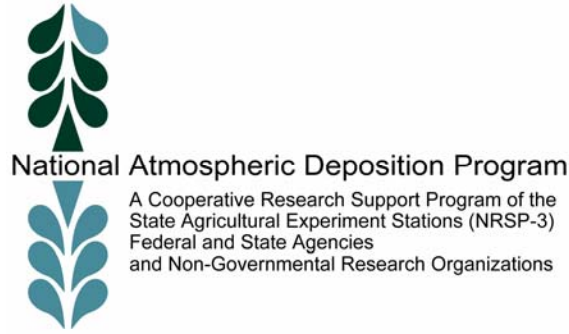 National Atmospheric Deposition Program
A Cooperative Research Support Program of the
State Agricultural Experiment Stations (NRSP-3)
Federal and State Agencies
and Non-Governmental Research Organizations